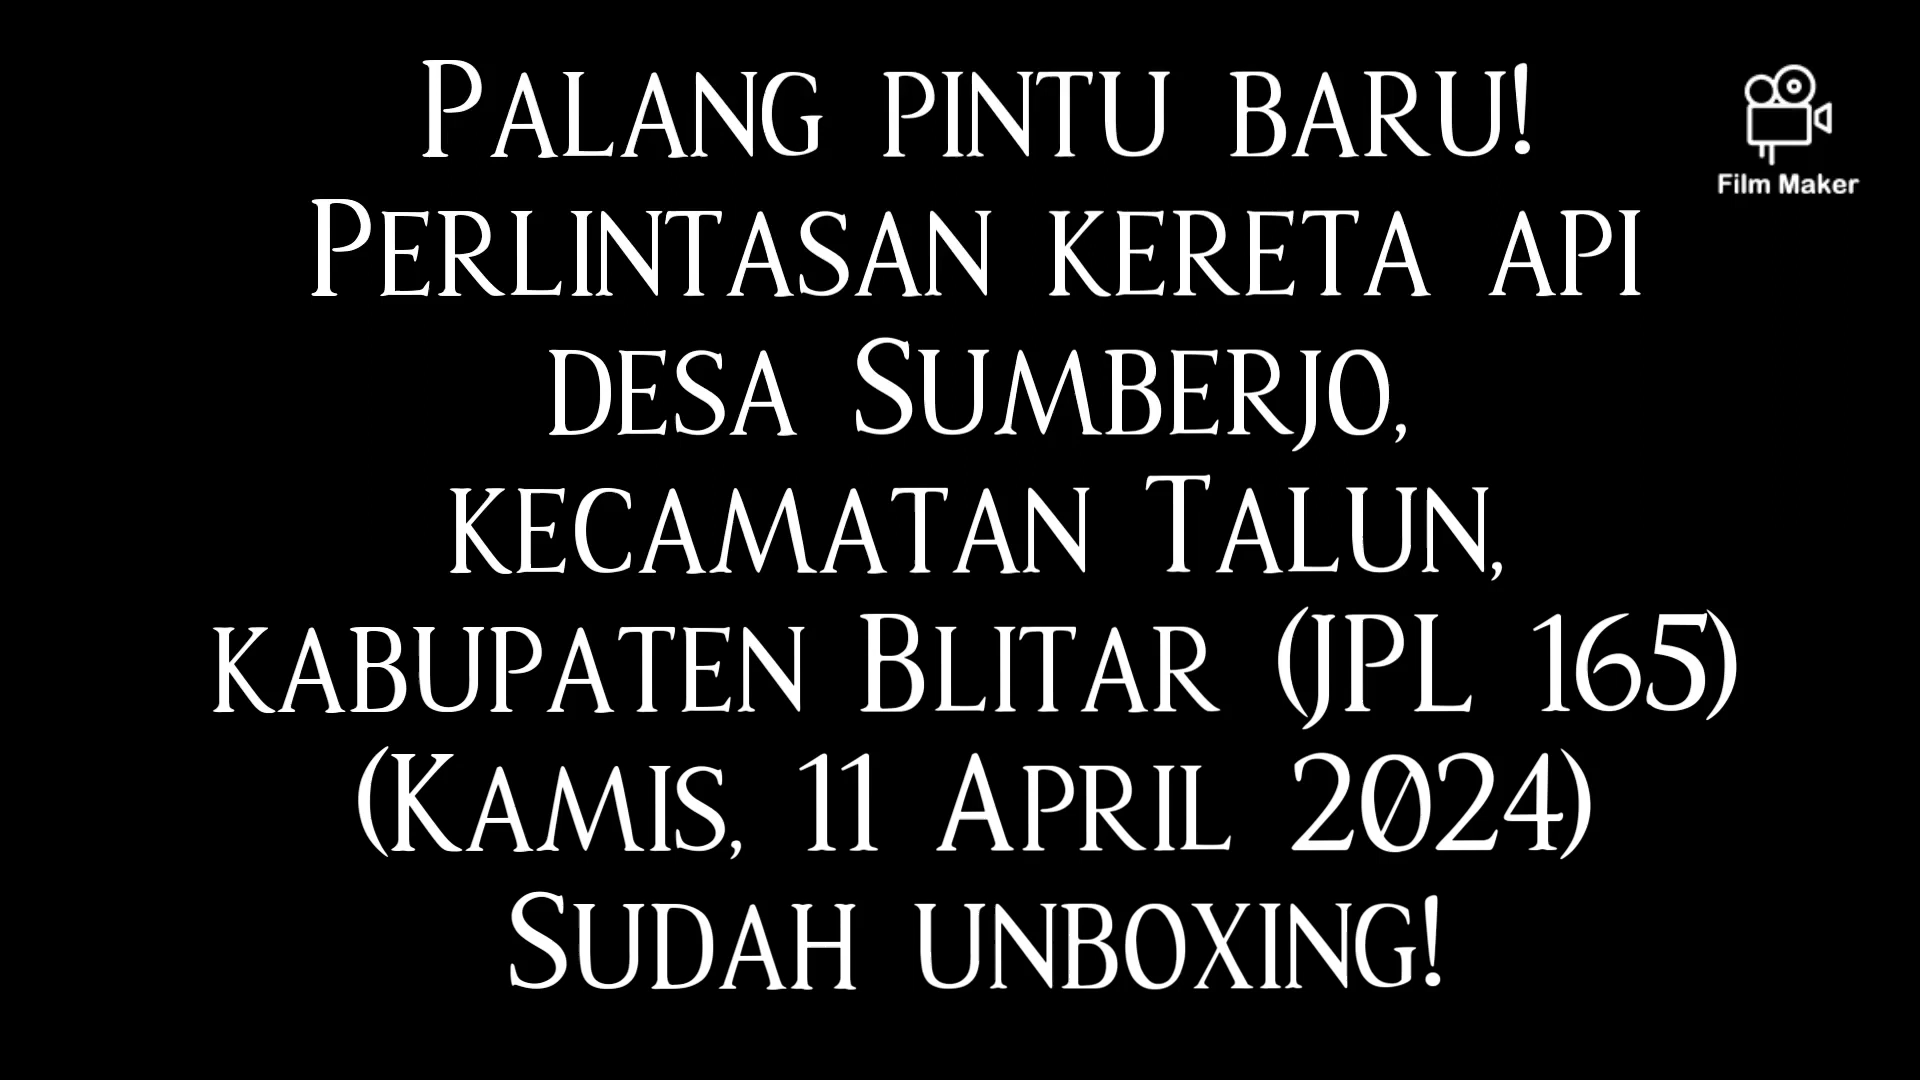 Palang pintu baru!
Perlintasan kereta api
desa Sumberjo,
kecamatan Talun,
kabupaten Blitar (JPL 165)
(Kamis, 11 April 2024)
Sudah unboxing!
Film Maker